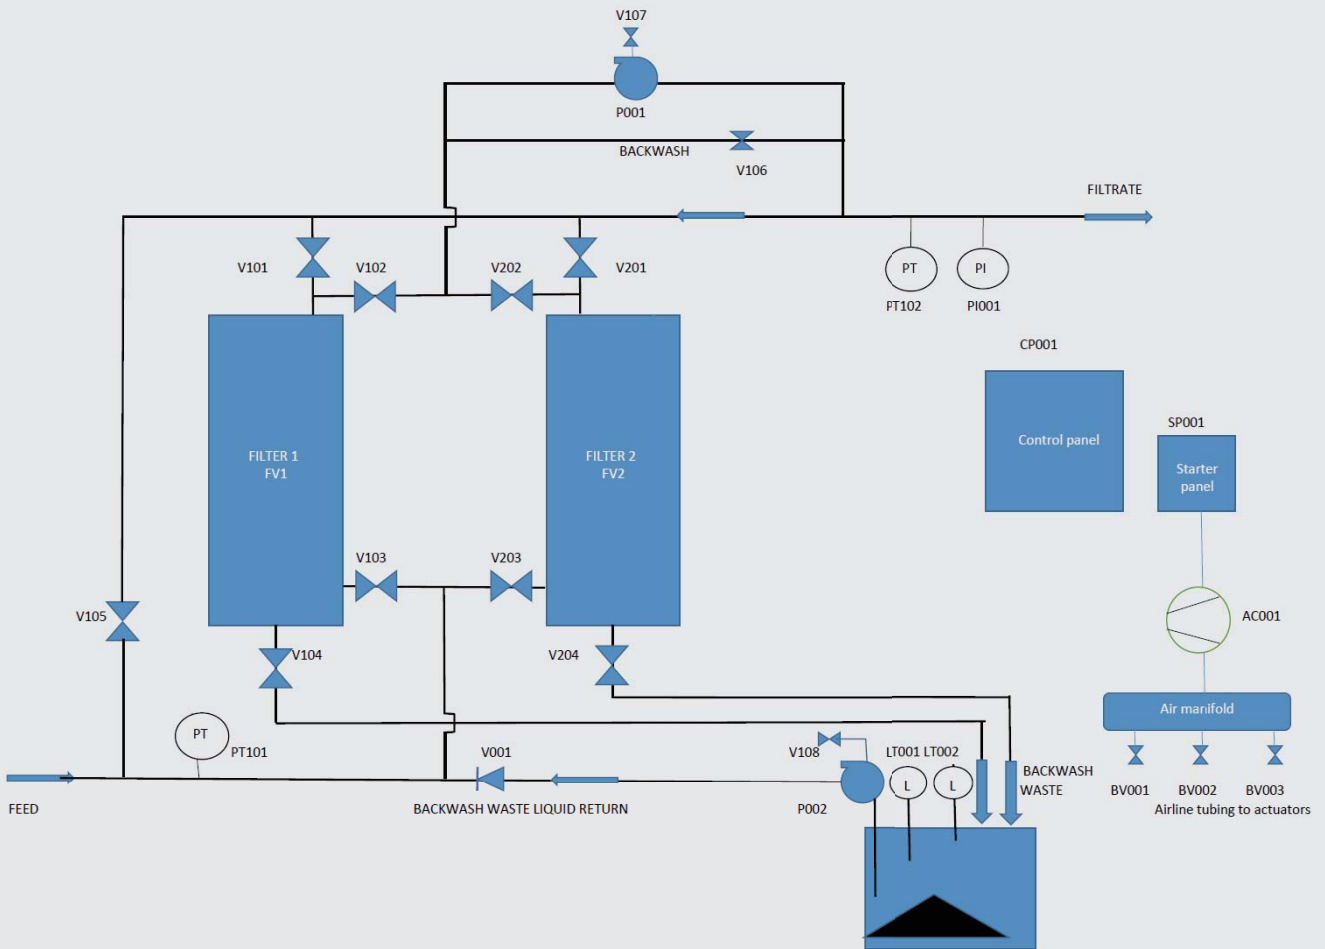 V107
P001
BACKWASH
V106
FILTRATE
V101
V102
V202
V201
PT
PI
PT102
PI001
CP001
Control panel
SP001
Starter
panel
FILTER 1
FV1
FILTER 2
FV2
V103
V203
V105
V104
V204
AC001
Air manifold
PT
PT101
V001
V108
LT001 LT002
L
L
BACKWASH
WASTE
BV001
BV002
BV003
FEED
BACKWASH WASTE LIQUID RETURN
P002
Airline tubing to actuators